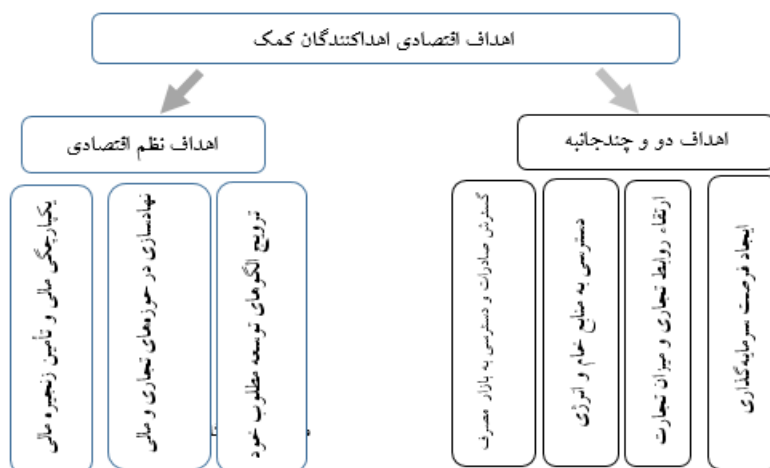 اهداف اقتصادی اهداکنندگان کمک
اهداف دو و چندجانبه
اهداف نظم اقتصادی
ایجاد فرصت سرمایه‌گذاری
ارتقاء روابط تجاری و میزان تجارت
دسترسی به منابع خام و انرژی
گسترش صادرات و دسترسی به بازار مصرف
ترویج الگوهای توسعه مطلوب خود
نهادسازی در حوزه‌های تجاری و مالی
یکپارچگی مالی و تأمین زنجیره مالی